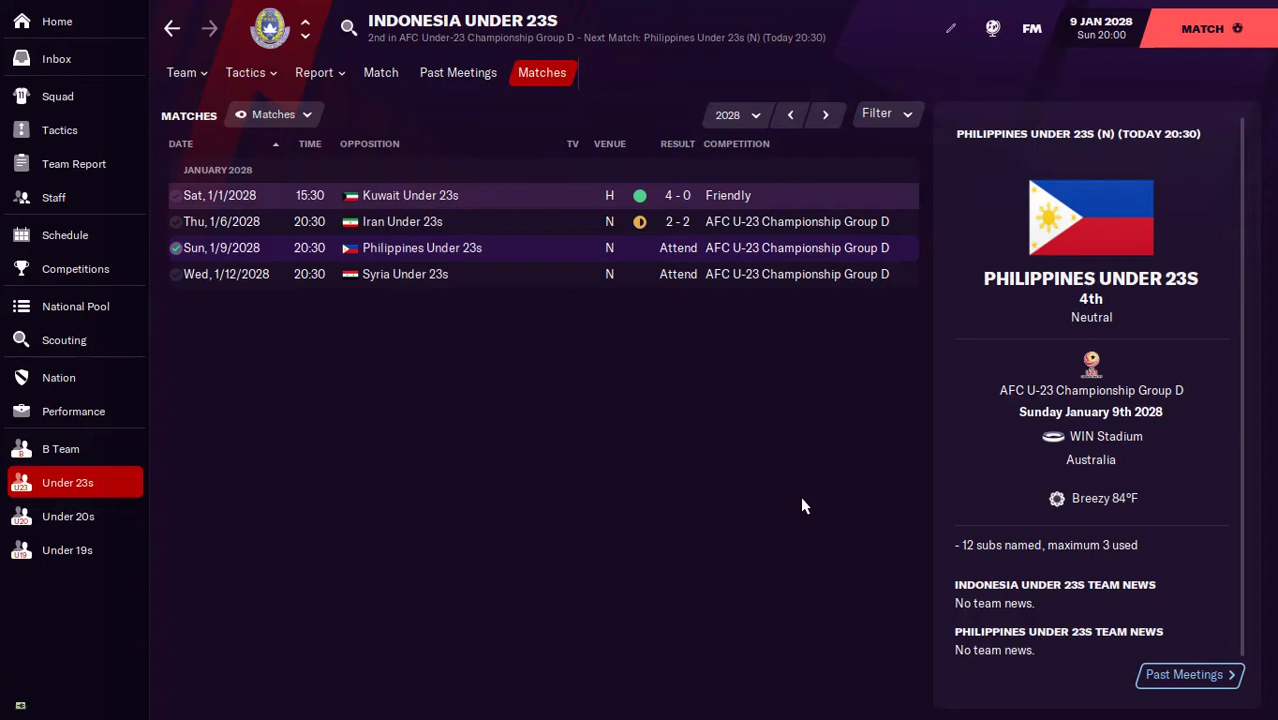 Home
Inbox
Squad
Tactics
Team Report
Staff
Schedule
Competitions
National Pool
Scouting
Nation
Performance
B Team
Under 23s
Under 20s
Under 19s
INDONESIA UNDER 23S
2nd in AFC Under-23 Championship Group D - Next Match: Philippines Under 23s (N) (Today 20:30)
FM
9 JAN 2028
Sun 20:00
MATCH
Team Tactics Report Match Past Meetings Matches
MATCHES Matches 2028 Filter
DATE TIME OPPOSITION TV VENUE RESULT COMPETITION
JANUARY 2028
Sat, 1/1/2028 15:30 Kuwait Under 23s H 4 - 0 Friendly
Thu, 1/6/2028 20:30 Iran Under 23s N 2 - 2 AFC U-23 Championship Group D
Sun, 1/9/2028 20:30 Philippines Under 23s N Attend AFC U-23 Championship Group D
Wed, 1/12/2028 20:30 Syria Under 23s N Attend AFC U-23 Championship Group D
PHILIPPINES UNDER 23S (N) (TODAY 20:30)
PHILIPPINES UNDER 23S
4th
Neutral
AFC U-23 Championship Group D
Sunday January 9th 2028
WIN Stadium
Australia
Breezy 84°F
- 12 subs named, maximum 3 used
INDONESIA UNDER 23S TEAM NEWS
No team news.
PHILIPPINES UNDER 23S TEAM NEWS
No team news.
Past Meetings